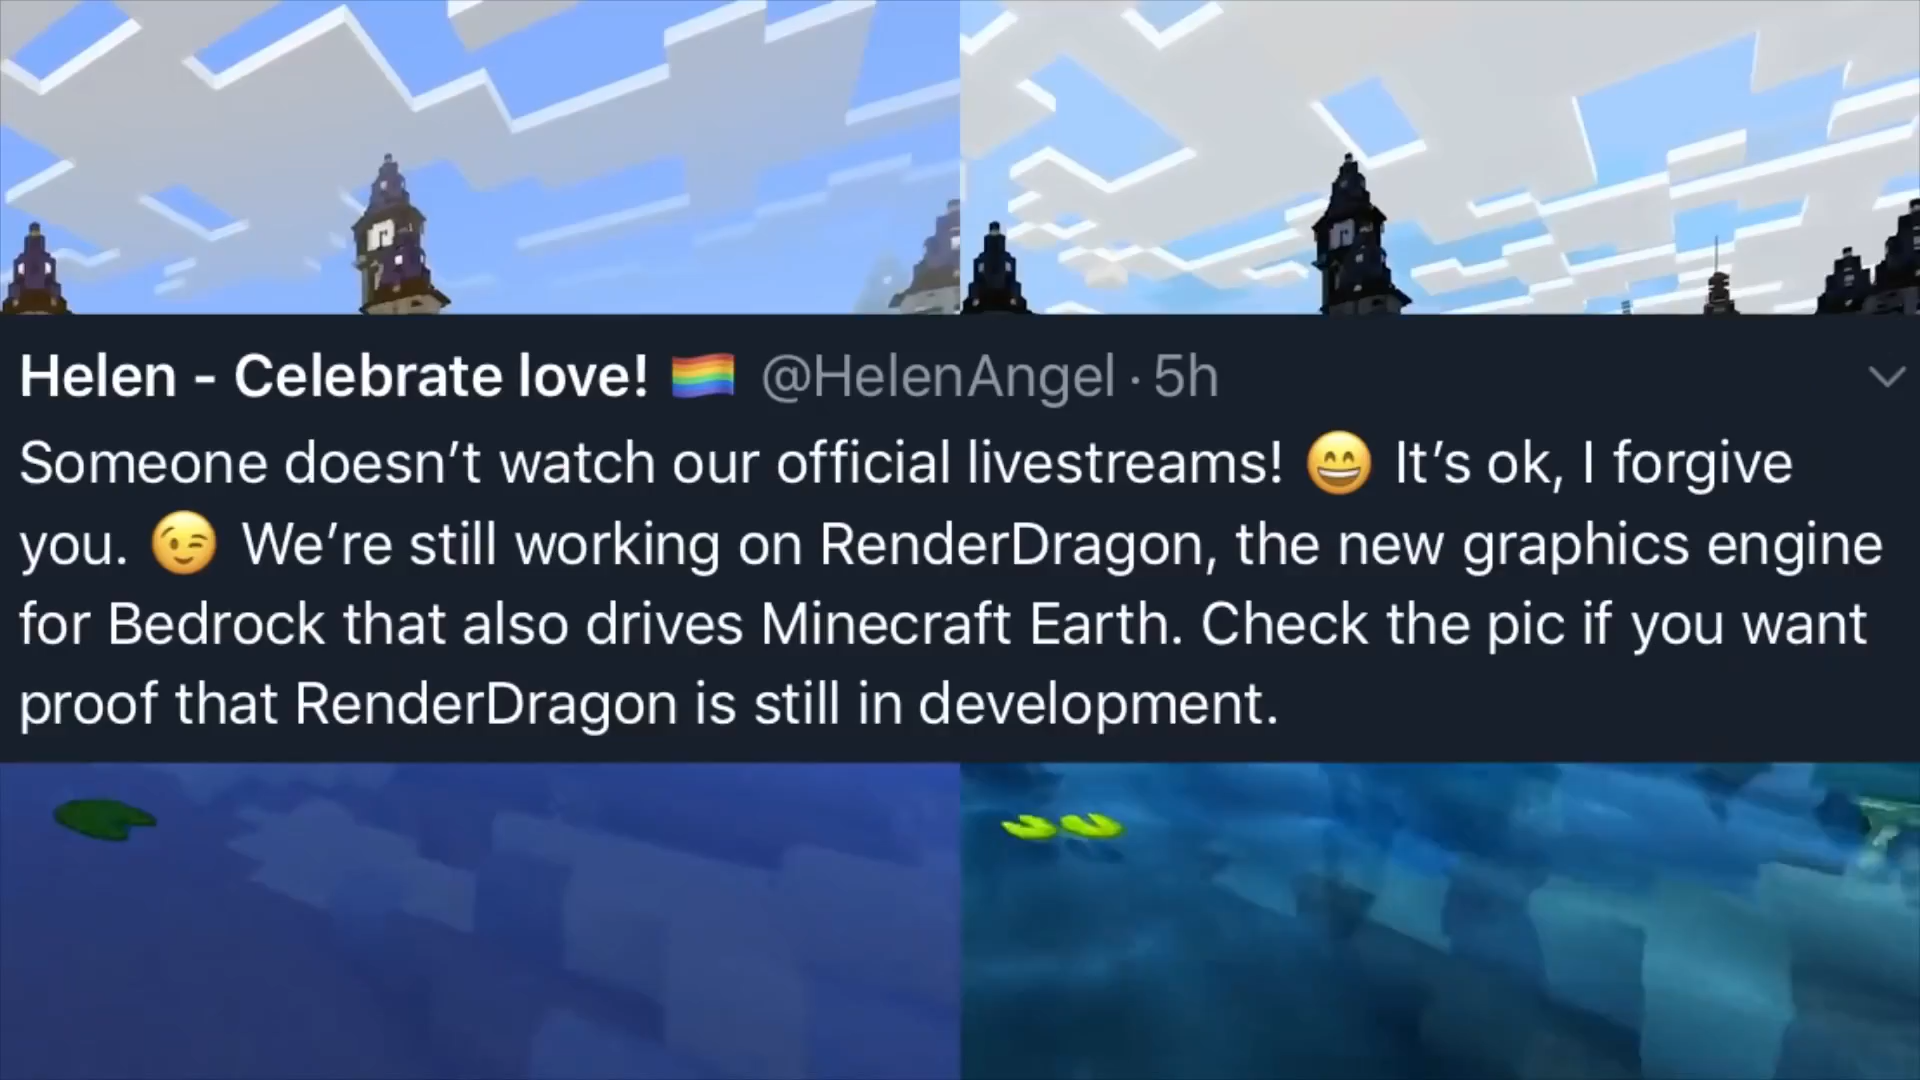 Helen - Celebrate love! 🏳️‍🌈 @HelenAngel · 5h
Someone doesn’t watch our official livestreams! 😄 It’s ok, I forgive
you. 😉 We’re still working on RenderDragon, the new graphics engine
for Bedrock that also drives Minecraft Earth. Check the pic if you want
proof that RenderDragon is still in development.